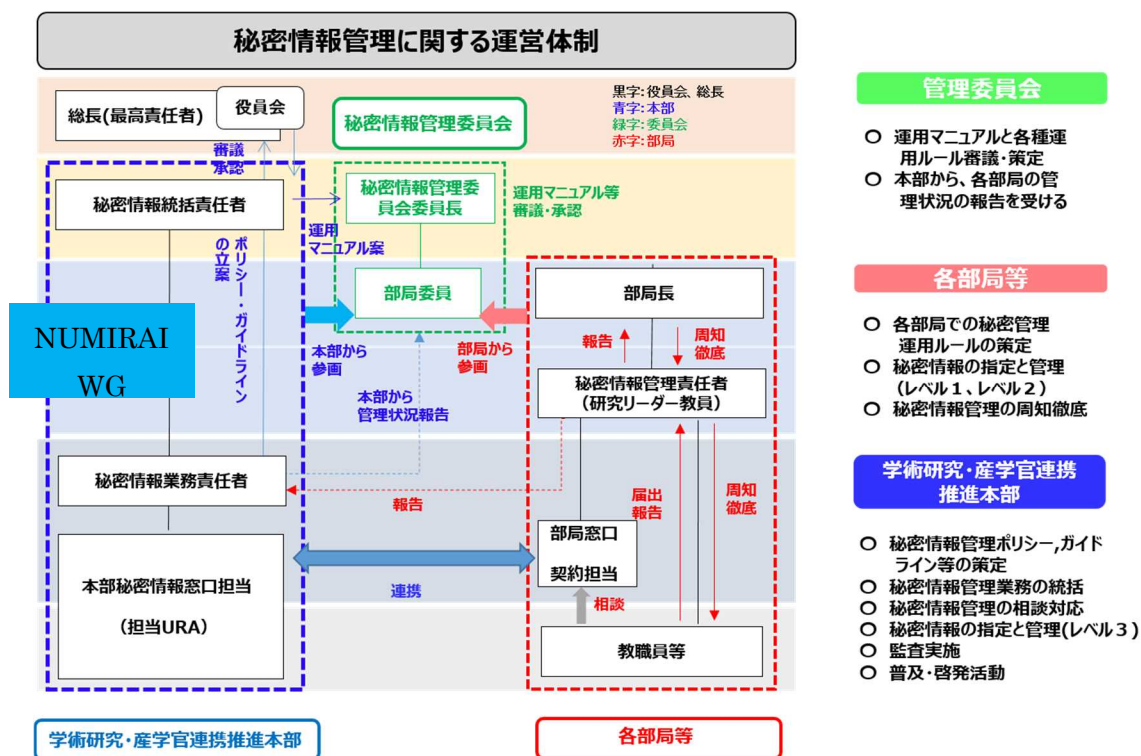 秘密情報管理に関する運営体制
総長(最高責任者)
役員会
秘密情報管理委員会
黒字：役員会、総長
青字：本部
緑字：委員会
赤字：部局
審議
承認
秘密情報統括責任者
秘密情報管理委
員会委員長
運用マニュアル等
審議・承認
運用
マニュアル案
ポリシー・ガイドライン
の立案
部局委員
部局長
NUMIRAI
WG
本部から
参画
部局から
参画
報告
周知
徹底
秘密情報管理責任者
（研究リーダー教員）
本部から
管理状況報告
秘密情報業務責任者
報告
届出
報告
周知
徹底
部局窓口
契約担当
本部秘密情報窓口担当
（担当URA）
連携
相談
教職員等
学術研究・産学官連携推進本部
各部局等
管理委員会
○ 運用マニュアルと各種運
用ルール審議・策定
○ 本部から、各部局の管
理状況の報告を受ける
各部局等
○ 各部局での秘密管理
運用ルールの策定
○ 秘密情報の指定と管理
（レベル１、レベル２）
○ 秘密情報管理の周知徹底
学術研究・産学官連携
推進本部
○ 秘密情報管理ポリシー,ガイド
ライン等の策定
○ 秘密情報管理業務の統括
○ 秘密情報管理の相談対応
○ 秘密情報の指定と管理(レベル３)
○ 監査実施
○ 普及・啓発活動